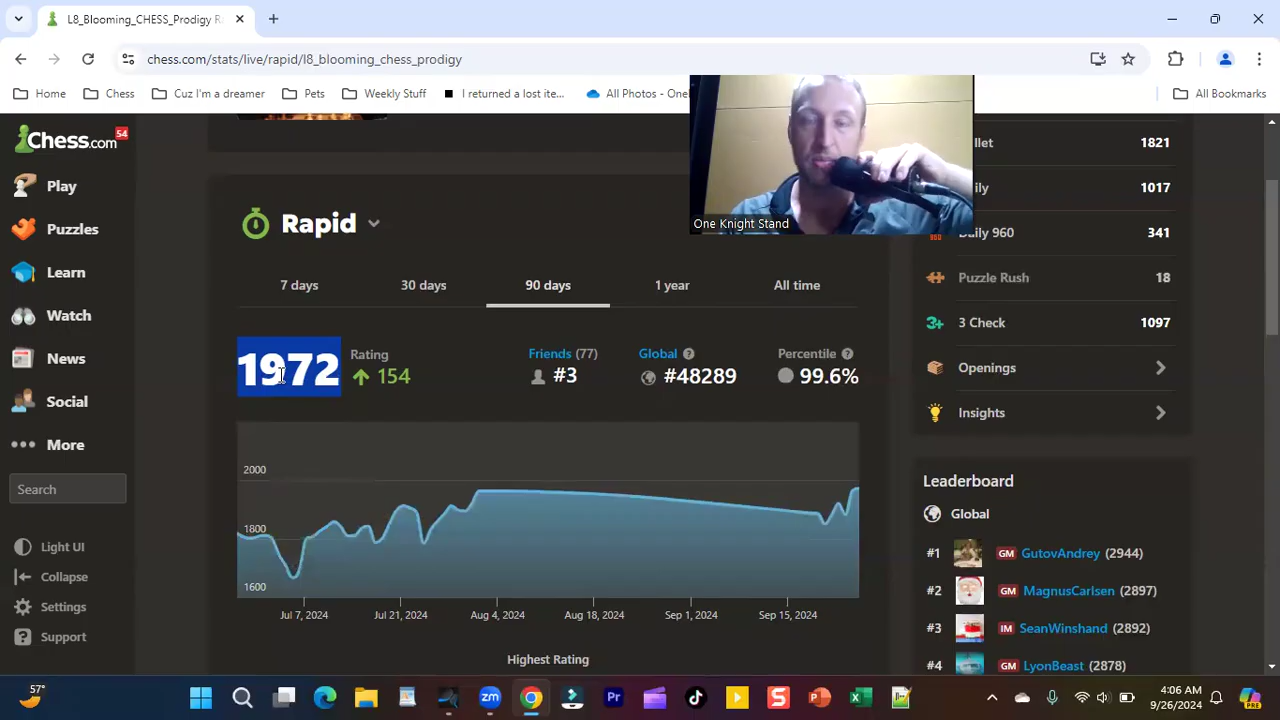 L8_Blooming_CHESS_Prodigy R
chess.com/stats/live/rapid/l8_blooming_chess_prodigy
Home
Chess
Cuz I'm a dreamer
Pets
Weekly Stuff
I returned a lost ite...
All Photos - One
All Bookmarks
Chess.com
54
Play
Puzzles
Learn
Watch
News
Social
More
Search
Light UI
Collapse
Settings
Support
One Knight Stand
Rapid
7 days
30 days
90 days
1 year
All time
1972
Rating
154
Friends (77)
#3
Global
#48289
Percentile
99.6%
2000
1800
1600
Jul 7, 2024
Jul 21, 2024
Aug 4, 2024
Aug 18, 2024
Sep 1, 2024
Sep 15, 2024
Highest Rating
llet 1821
ily 1017
Daily 960 341
Puzzle Rush 18
3+ 3 Check 1097
Openings
Insights
Leaderboard
Global
#1 GM GutovAndrey (2944)
#2 GM MagnusCarlsen (2897)
#3 IM SeanWinshand (2892)
#4 GM LyonBeast (2878)
57°
zm
Pr
S
P
X
4:06 AM
9/26/2024
PRE